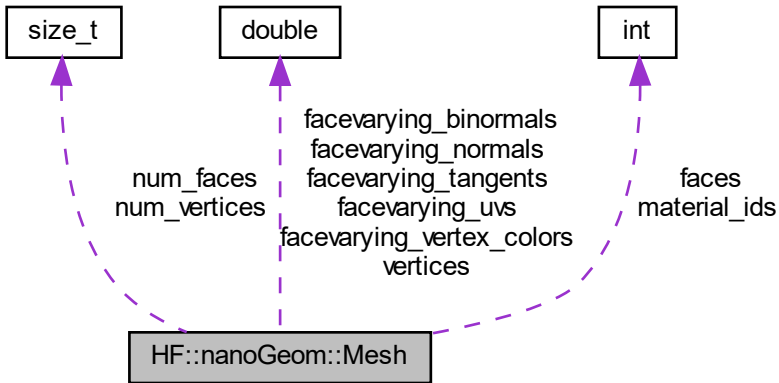 size_t
double
int
facevarying_binormals
facevarying_normals
facevarying_tangents
facevarying_uvs
facevarying_vertex_colors
vertices
num_faces
num_vertices
faces
material_ids
HF::nanoGeom::Mesh